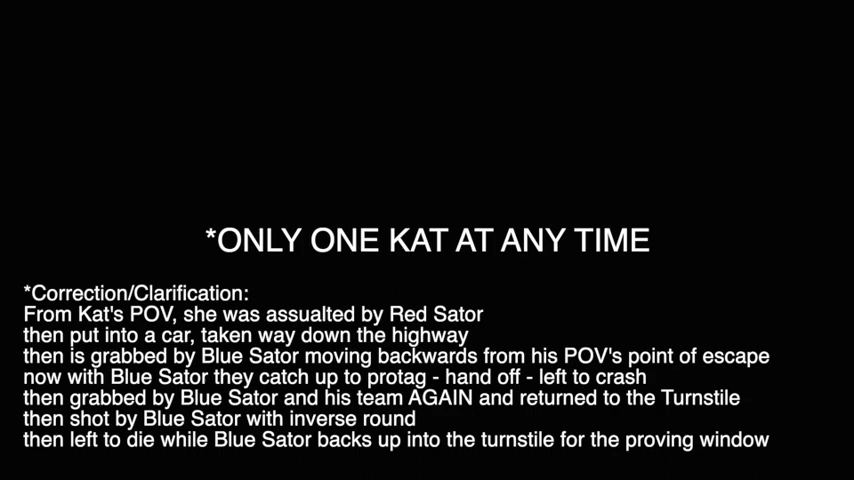 *ONLY ONE KAT AT ANY TIME
*Correction/Clarification:
From Kat's POV, she was assualted by Red Sator
then put into a car, taken way down the highway
then is grabbed by Blue Sator moving backwards from his POV's point of escape
now with Blue Sator they catch up to protag - hand off - left to crash
then grabbed by Blue Sator and his team AGAIN and returned to the Turnstile
then shot by Blue Sator with inverse round
then left to die while Blue Sator backs up into the turnstile for the proving window